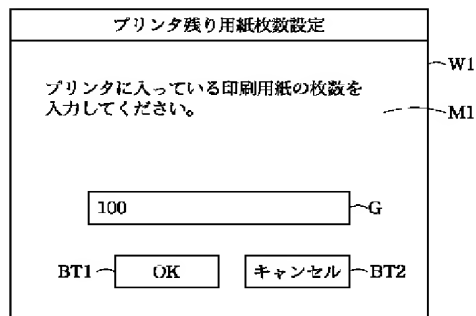 プリンタ残り用紙枚数設定
W1
プリンタに入っている印刷用紙の枚数を
入力してください。
M1
100
G
BT1
OK
キャンセル
BT2